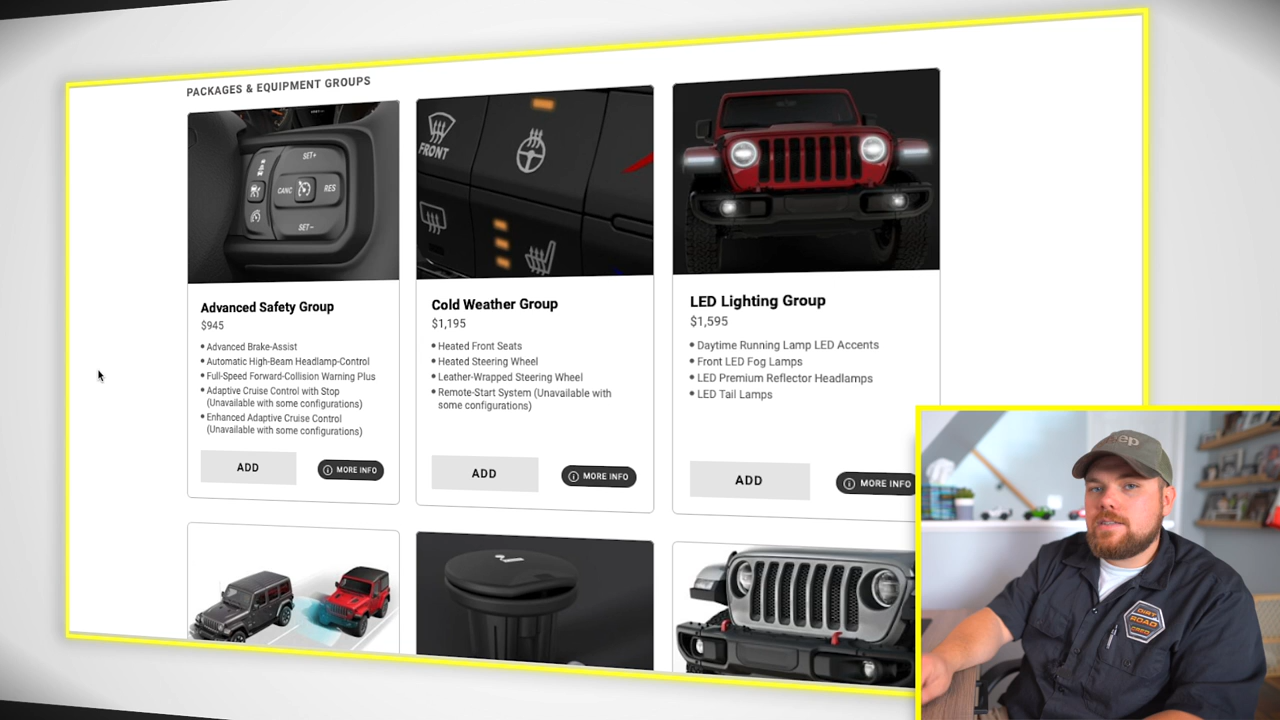 PACKAGES & EQUIPMENT GROUPS
SET+
CANC
RES
SET−
FRONT
Advanced Safety Group
$945
• Advanced Brake-Assist
• Automatic High-Beam Headlamp-Control
• Full-Speed Forward-Collision Warning Plus
• Adaptive Cruise Control with Stop
(Unavailable with some configurations)
• Enhanced Adaptive Cruise Control
(Unavailable with some configurations)
ADD
MORE INFO
Cold Weather Group
$1,195
• Heated Front Seats
• Heated Steering Wheel
• Leather-Wrapped Steering Wheel
• Remote-Start System (Unavailable with
some configurations)
ADD
MORE INFO
LED Lighting Group
$1,595
• Daytime Running Lamp LED Accents
• Front LED Fog Lamps
• LED Premium Reflector Headlamps
• LED Tail Lamps
ADD
MORE INFO
DIRT
ROAD
CRED